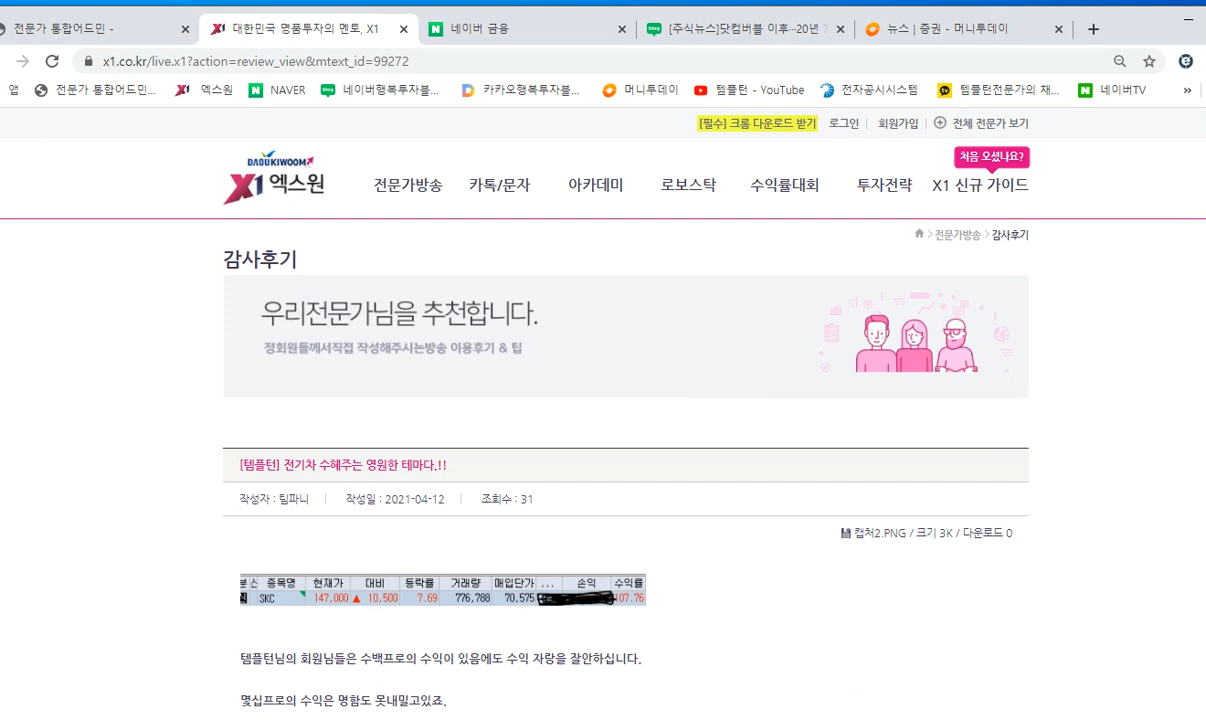 전문가 통합어드민 -
대한민국 명품투자의 멘토, X1
네이버 금융
[주식뉴스]닷컴버블 이후…20년
뉴스 | 증권 - 머니투데이
x1.co.kr/live.x1?action=review_view&mtext_id=99272
앱 전문가 통합어드민... 엑스원 NAVER 네이버행복투자블... 카카오행복투자블... 머니투데이 템플턴 - YouTube 전자공시시스템 템플턴전문가의 재... 네이버TV »
[필수] 크롬 다운로드 받기 로그인 | 회원가입 | 전체 전문가 보기
처음 오셨나요?
DAOUKIWOOM
X1 엑스원
전문가방송 카톡/문자 아카데미 로보스탁 수익률대회 투자전략 X1 신규 가이드
> 전문가방송 > 감사후기
감사후기
우리전문가님을 추천합니다.
정회원들께서직접 작성해주시는방송 이용후기 & 팁
[템플턴] 전기차 수혜주는 영원한 테마다.!!
작성자 : 팀파니 | 작성일 : 2021-04-12 | 조회수 : 31
캡처2.PNG / 크기 3K / 다운로드 0
종목명 현재가 대비 등락률 거래량 매입단가 ... 손익 수익률
SKC 147,000 ▲ 10,500 7.69 776,788 70,575 107.76
템플턴님의 회원님들은 수백프로의 수익이 있음에도 수익 자랑을 잘안하십니다.
몇십프로의 수익은 명함도 못내밀고있죠.